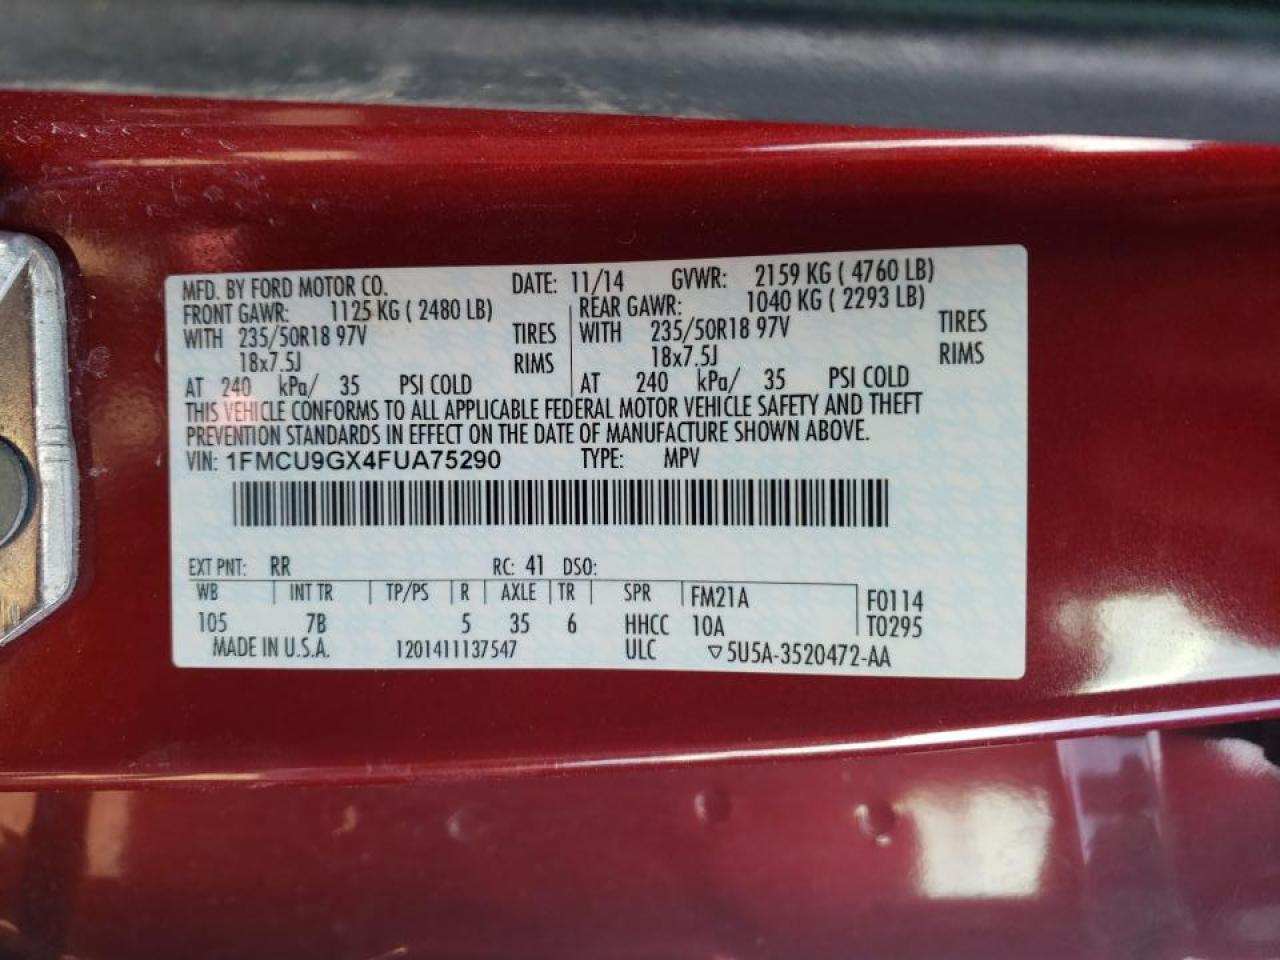 MFD. BY FORD MOTOR CO. DATE: 11/14 GVWR: 2159 KG ( 4760 LB)
FRONT GAWR: 1125 KG ( 2480 LB) REAR GAWR: 1040 KG ( 2293 LB)
WITH 235/50R18 97V TIRES WITH 235/50R18 97V TIRES
18x7.5J RIMS 18x7.5J RIMS
AT 240 kPa/ 35 PSI COLD AT 240 kPa/ 35 PSI COLD
THIS VEHICLE CONFORMS TO ALL APPLICABLE FEDERAL MOTOR VEHICLE SAFETY AND THEFT
PREVENTION STANDARDS IN EFFECT ON THE DATE OF MANUFACTURE SHOWN ABOVE.
VIN: 1FMCU9GX4FUA75290 TYPE: MPV
EXT PNT: RR RC: 41 DSO:
WB INT TR TP/PS R AXLE TR SPR FM21A F0114
105 7B 5 35 6 HHCC 10A T0295
MADE IN U.S.A. 1201411137547 ULC ▽5U5A-3520472-AA